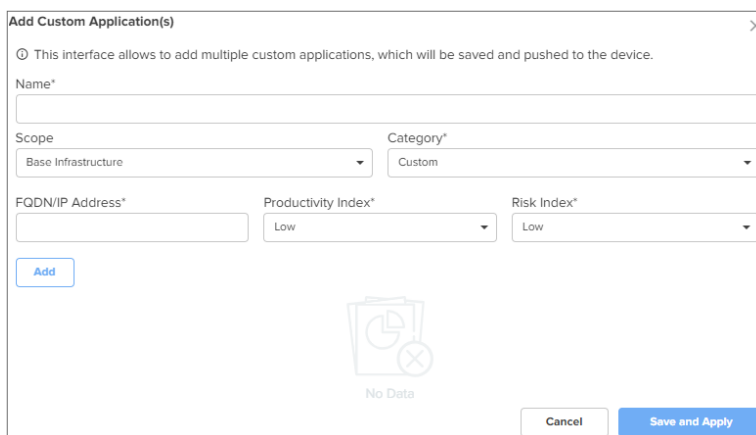 Add Custom Application(s)
This interface allows to add multiple custom applications, which will be saved and pushed to the device.
Name*
Scope Category*
Base Infrastructure Custom
FQDN/IP Address* Productivity Index* Risk Index*
Low Low
Add
No Data
Cancel Save and Apply